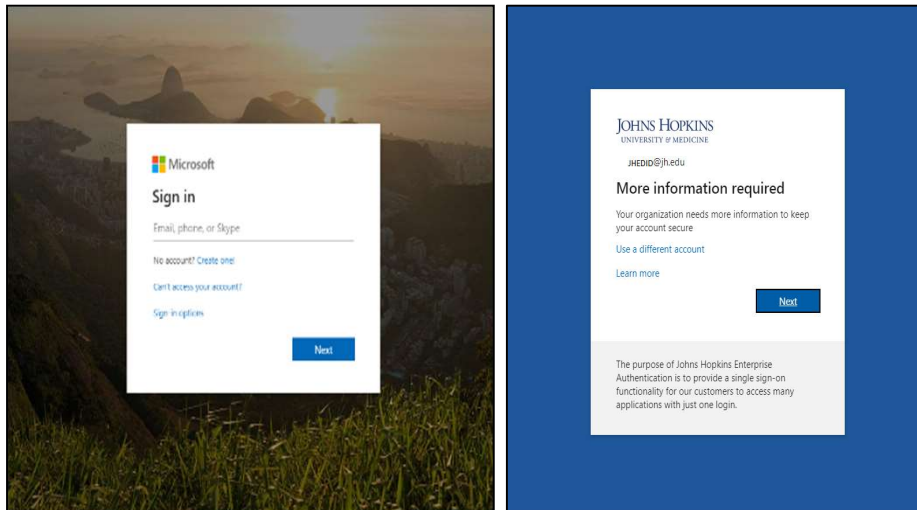 Microsoft
Sign in
Email, phone, or Skype
No account? Create one!
Can't access your account?
Sign-in options
Next
JOHNS HOPKINS
UNIVERSITY & MEDICINE
JHEDID@jh.edu
More information required
Your organization needs more information to keep
your account secure
Use a different account
Learn more
Next
The purpose of Johns Hopkins Enterprise
Authentication is to provide a single sign-on
functionality for our customers to access many
applications with just one login.